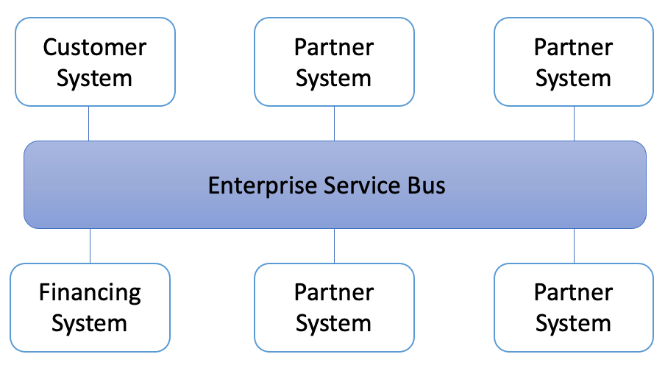 Customer
System
Partner
System
Partner
System
Enterprise Service Bus
Financing
System
Partner
System
Partner
System